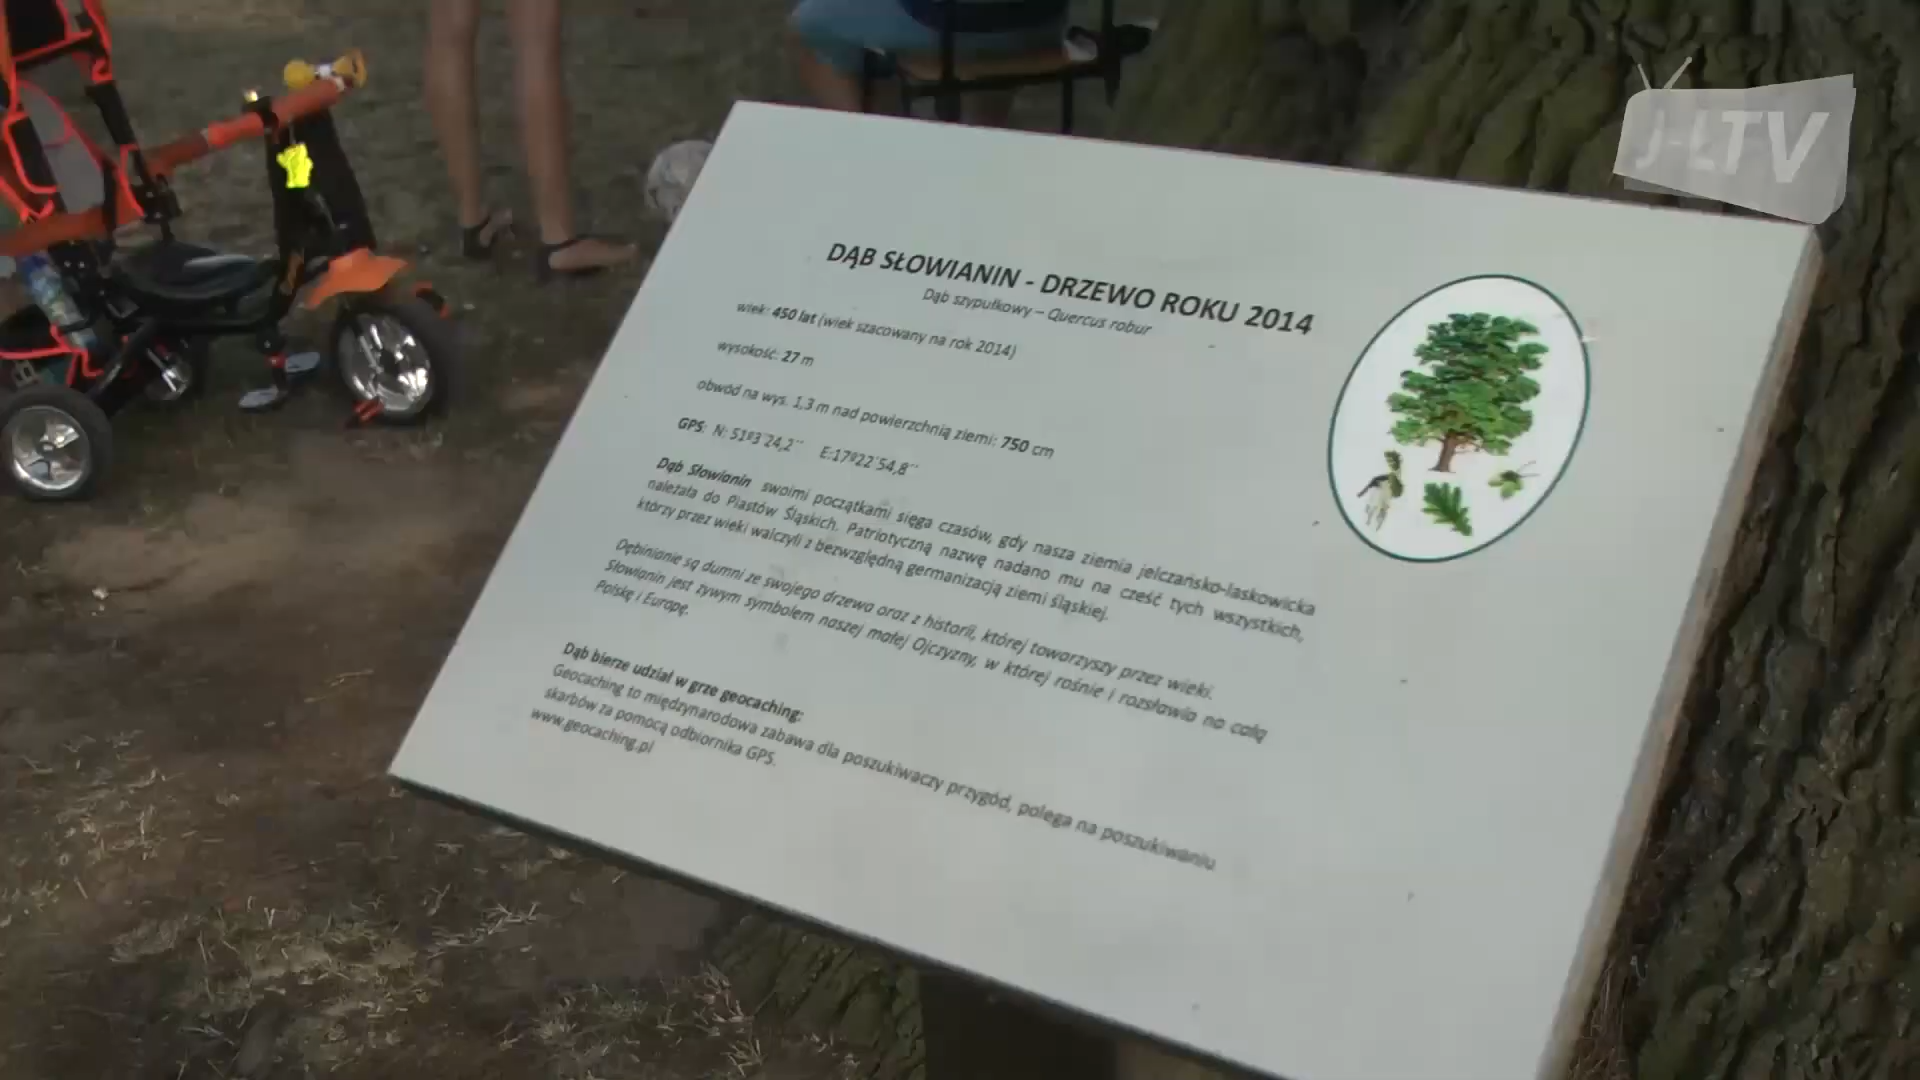 J-ŁTV
DĄB SŁOWIANIN - DRZEWO ROKU 2014
Dąb szypułkowy – Quercus robur
wiek: 450 lat (wiek szacowany na rok 2014)
wysokość: 27 m
obwód na wys. 1,3 m nad powierzchnią ziemi: 750 cm
GPS: N: 51º3´24,2´´ E:17º22´54,8´´
Dąb Słowianin swoimi początkami sięga czasów, gdy nasza ziemia jelczańsko-laskowicka
należała do Piastów Śląskich. Patriotyczną nazwę nadano mu na cześć tych wszystkich,
którzy przez wieki walczyli z bezwzględną germanizacją ziemi śląskiej.
Dębinianie są dumni ze swojego drzewa oraz z historii, której towarzyszy przez wieki.
Słowianin jest żywym symbolem naszej małej Ojczyzny, w której rośnie i rozsławia na całą
Polskę i Europę.
Dąb bierze udział w grze geocaching:
Geocaching to międzynarodowa zabawa dla poszukiwaczy przygód, polega na poszukiwaniu
skarbów za pomocą odbiornika GPS.
www.geocaching.pl